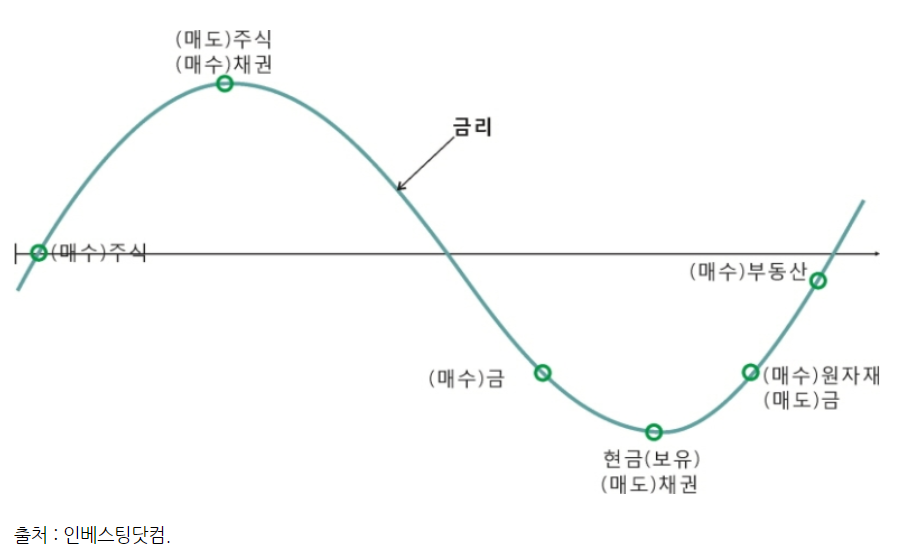 (매도)주식
(매수)채권
금리
(매수)주식
(매수)부동산
(매수)금
(매수)원자재
(매도)금
현금(보유)
(매도)채권
출처 : 인베스팅닷컴.